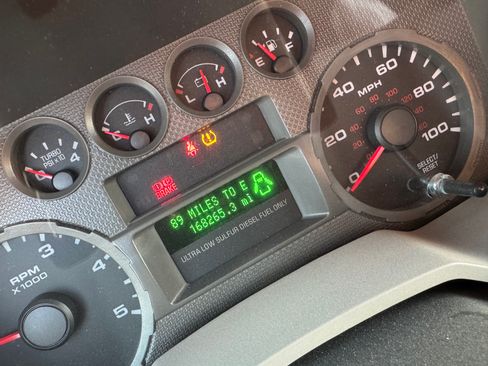 E F
L H
C H
TURBO
PSI x 10
4
BRAKE
89 MILES TO E
168265.3 mi
ULTRA LOW SULFUR DIESEL FUEL ONLY
0 20 40 60 80 100
MPH
SELECT/
RESET
RPM
X1000
0 4 5